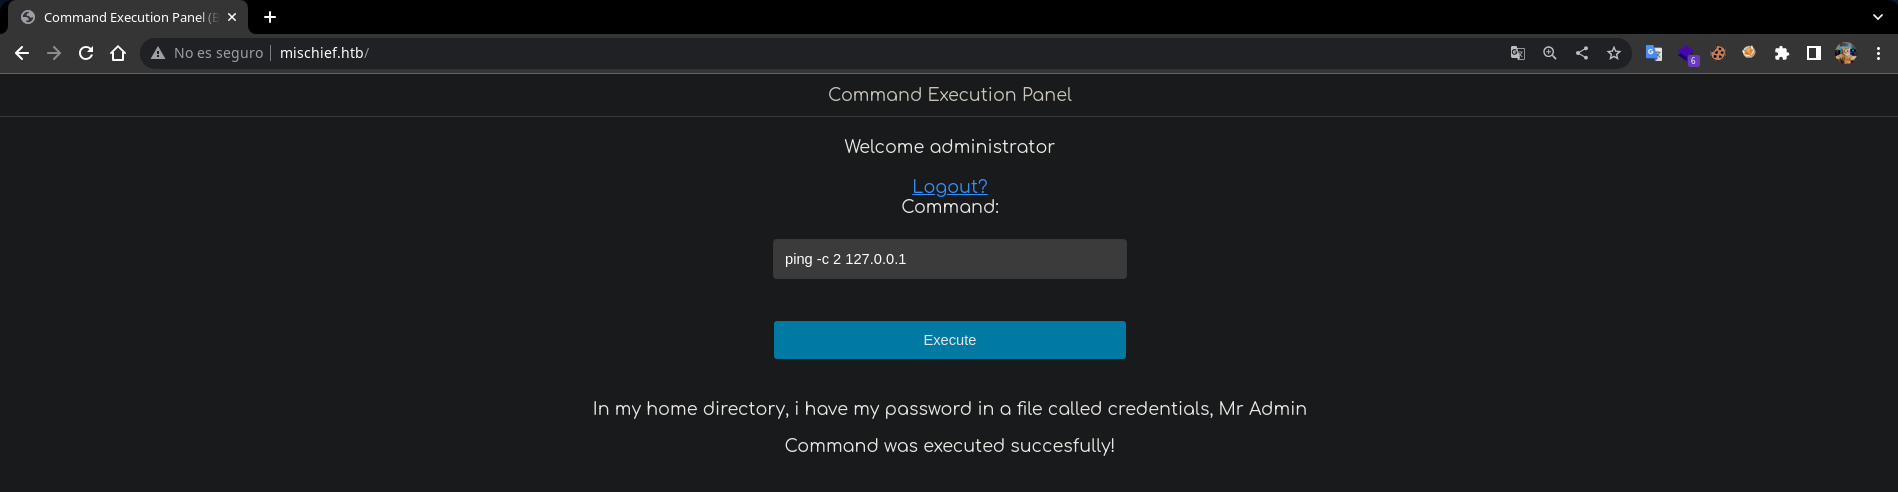 Command Execution Panel (B
No es seguro mischief.htb/
6
Command Execution Panel
Welcome administrator
Logout?
Command:
ping -c 2 127.0.0.1
Execute
In my home directory, i have my password in a file called credentials, Mr Admin
Command was executed succesfully!